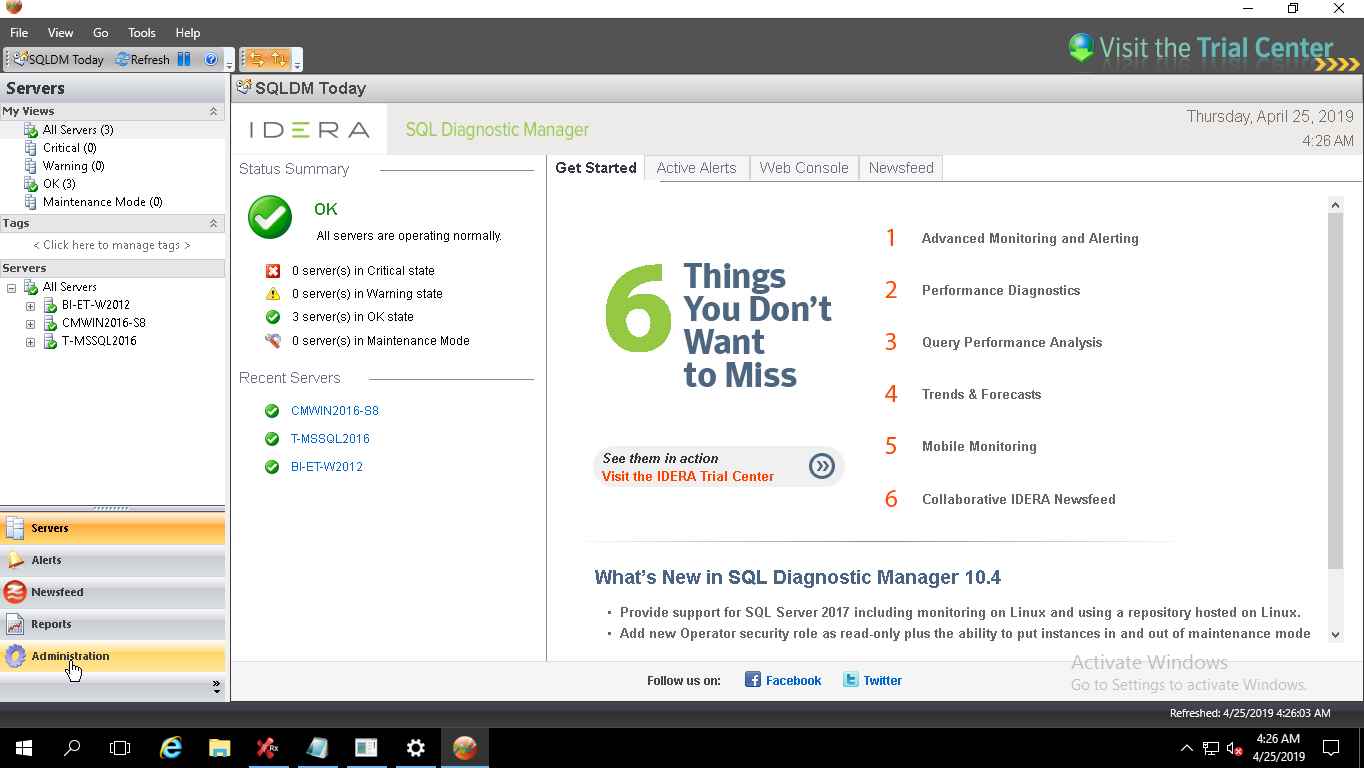 File View Go Tools Help
SQLDM Today Refresh
Visit the Trial Center
Servers
My Views
All Servers (3)
Critical (0)
Warning (0)
OK (3)
Maintenance Mode (0)
Tags
< Click here to manage tags >
Servers
All Servers
BI-ET-W2012
CMWIN2016-S8
T-MSSQL2016
Servers
Alerts
Newsfeed
Reports
Administration
SQLDM Today
IDERA SQL Diagnostic Manager
Thursday, April 25, 2019
4:26 AM
Status Summary
OK
All servers are operating normally.
0 server(s) in Critical state
0 server(s) in Warning state
3 server(s) in OK state
0 server(s) in Maintenance Mode
Recent Servers
CMWIN2016-S8
T-MSSQL2016
BI-ET-W2012
Get Started Active Alerts Web Console Newsfeed
6 Things
You Don't
Want
to Miss
See them in action
Visit the IDERA Trial Center
1 Advanced Monitoring and Alerting
2 Performance Diagnostics
3 Query Performance Analysis
4 Trends & Forecasts
5 Mobile Monitoring
6 Collaborative IDERA Newsfeed
What's New in SQL Diagnostic Manager 10.4
• Provide support for SQL Server 2017 including monitoring on Linux and using a repository hosted on Linux.
• Add new Operator security role as read-only plus the ability to put instances in and out of maintenance mode
Activate Windows
Go to Settings to activate Windows.
Follow us on: Facebook Twitter
Refreshed: 4/25/2019 4:26:03 AM
Rx
4:26 AM
4/25/2019